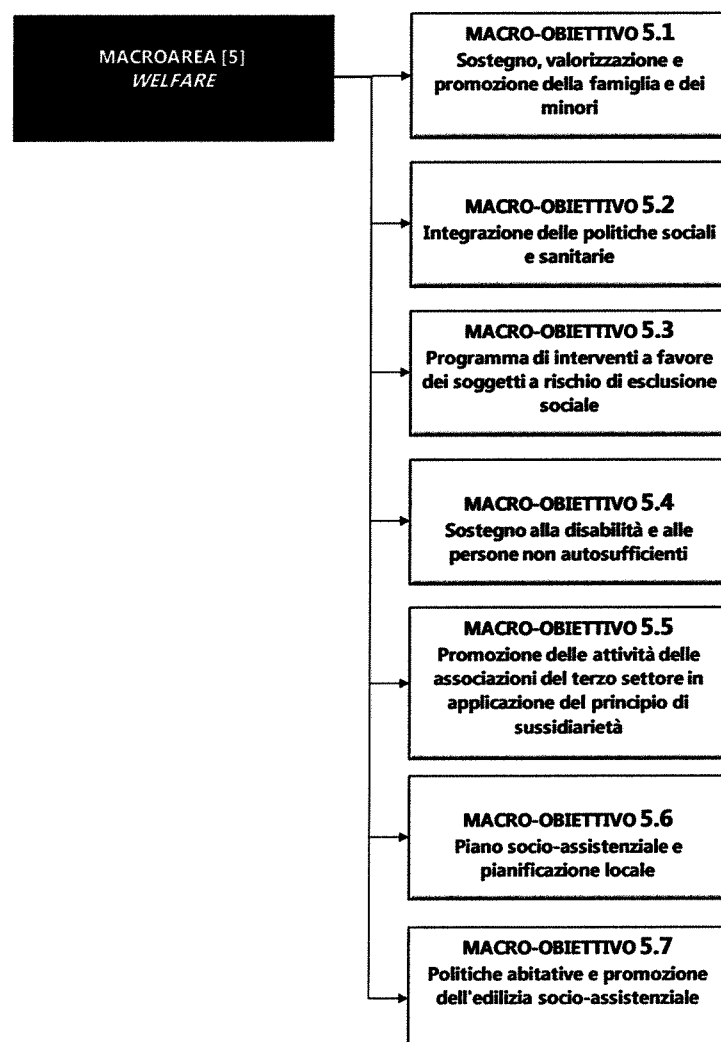 MACROAREA [5]
WELFARE
MACRO-OBIETTIVO 5.1
Sostegno, valorizzazione e
promozione della famiglia e dei
minori
MACRO-OBIETTIVO 5.2
Integrazione delle politiche sociali
e sanitarie
MACRO-OBIETTIVO 5.3
Programma di interventi a favore
dei soggetti a rischio di esclusione
sociale
MACRO-OBIETTIVO 5.4
Sostegno alla disabilità e alle
persone non autosufficienti
MACRO-OBIETTIVO 5.5
Promozione delle attività delle
associazioni del terzo settore in
applicazione del principio di
sussidiarietà
MACRO-OBIETTIVO 5.6
Piano socio-assistenziale e
pianificazione locale
MACRO-OBIETTIVO 5.7
Politiche abitative e promozione
dell'edilizia socio-assistenziale